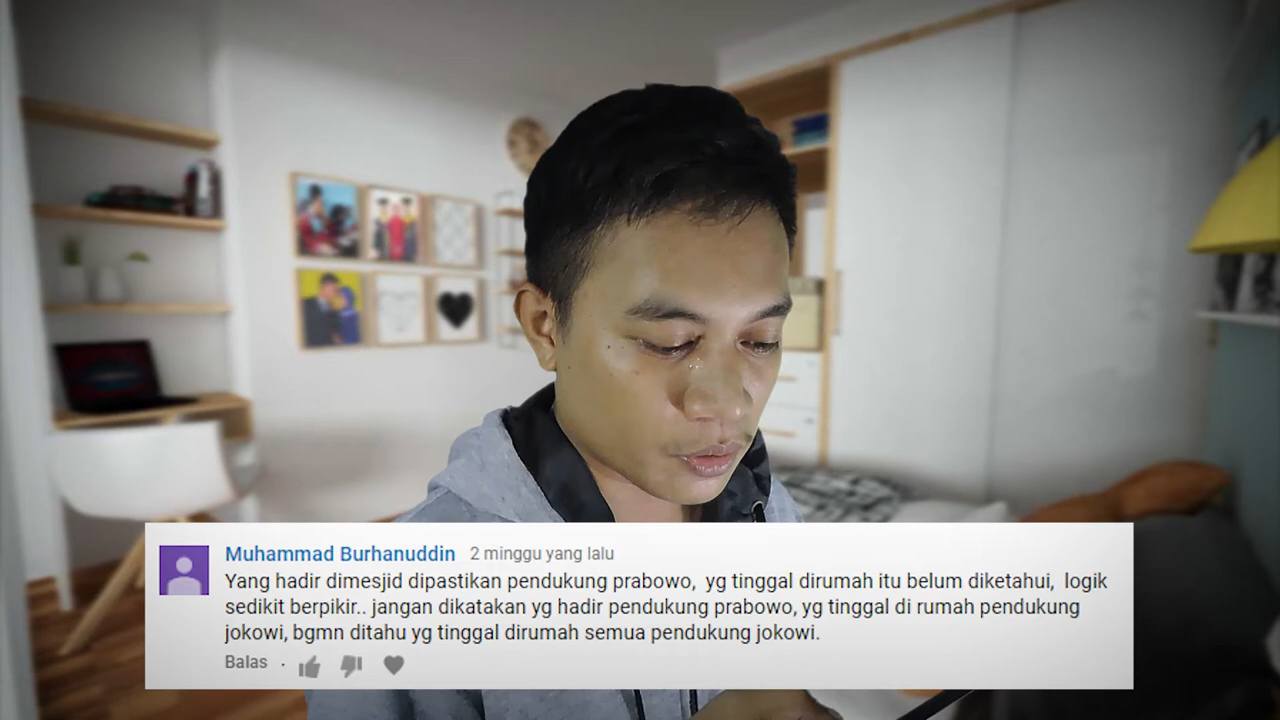 Muhammad Burhanuddin 2 minggu yang lalu
Yang hadir dimesjid dipastikan pendukung prabowo, yg tinggal dirumah itu belum diketahui, logik
sedikit berpikir.. jangan dikatakan yg hadir pendukung prabowo, yg tinggal di rumah pendukung
jokowi, bgmn ditahu yg tinggal dirumah semua pendukung jokowi.
Balas ·